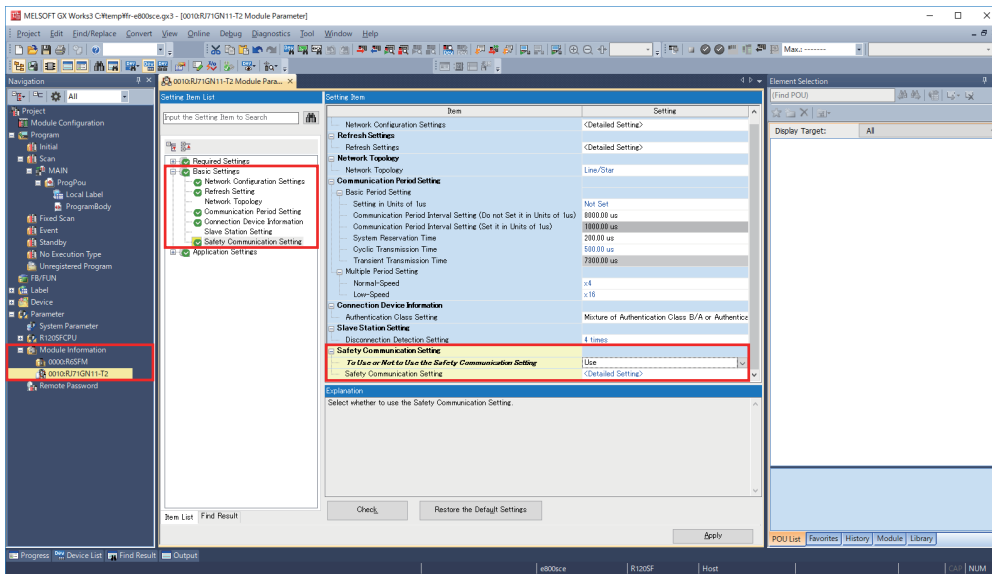 MELSOFT GX Works3 C:¥temp¥fr-e800sce.gx3 - [0010:RJ71GN11-T2 Module Parameter]
Project Edit Find/Replace Convert View Online Debug Diagnostics Tool Window Help
Max.: -------
Navigation
All
Project
Module Configuration
Program
Initial
Scan
MAIN
ProgPou
Local Label
ProgramBody
Fixed Scan
Event
Standby
No Execution Type
Unregistered Program
FB/FUN
Label
Device
Parameter
System Parameter
R120SFCPU
Module Information
0000:R6SFM
0010:RJ71GN11-T2
Remote Password
0010:RJ71GN11-T2 Module Para...
Setting Item List
Input the Setting Item to Search
Required Settings
Basic Settings
Network Configuration Settings
Refresh Setting
Network Topology
Communication Period Setting
Connection Device Information
Slave Station Setting
Safety Communication Setting
Application Settings
Item List Find Result
Setting Item
Item Setting
Network Configuration Settings <Detailed Setting>
Refresh Settings
Refresh Settings <Detailed Setting>
Network Topology
Network Topology Line/Star
Communication Period Setting
Basic Period Setting
Setting in Units of 1us Not Set
Communication Period Interval Setting (Do not Set it in Units of 1us) 8000.00 us
Communication Period Interval Setting (Set it in Units of 1us) 1000.00 us
System Reservation Time 200.00 us
Cyclic Transmission Time 500.00 us
Transient Transmission Time 7300.00 us
Multiple Period Setting
Normal-Speed x4
Low-Speed x16
Connection Device Information
Authentication Class Setting Mixture of Authentication Class B/A or Authentica
Slave Station Setting
Disconnection Detection Setting 4 times
Safety Communication Setting
To Use or Not to Use the Safety Communication Setting Use
Safety Communication Setting <Detailed Setting>
Explanation
Select whether to use the Safety Communication Setting.
Check Restore the Default Settings
Apply
Element Selection
(Find POU)
Display Target: All
POU List Favorites History Module Library
Progress Device List Find Result Output
e800sce R120SF Host CAP NUM